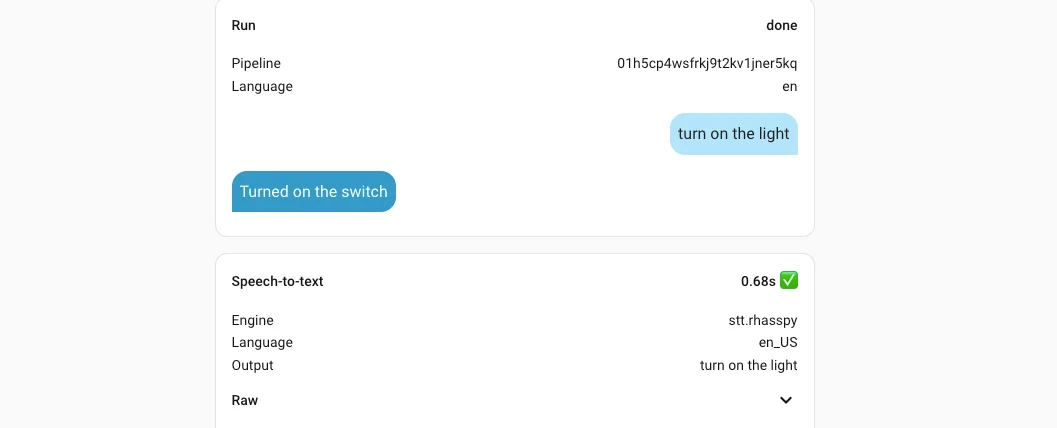 Run done
Pipeline 01h5cp4wsfrkj9t2kv1jner5kq
Language en
turn on the light
Turned on the switch
Speech-to-text 0.68s ✅
Engine stt.rhasspy
Language en_US
Output turn on the light
Raw